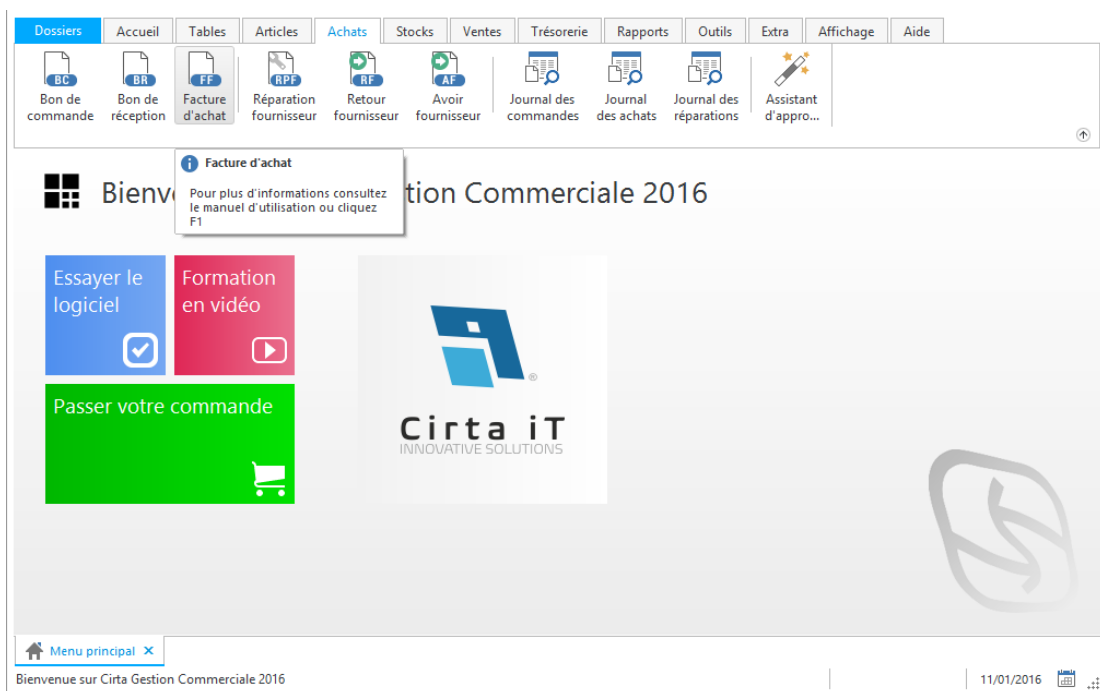 Dossiers Accueil Tables Articles Achats Stocks Ventes Trésorerie Rapports Outils Extra Affichage Aide
BC BR FF RPF RF AF
Bon de commande
Bon de réception
Facture d'achat
Réparation fournisseur
Retour fournisseur
Avoir fournisseur
Journal des commandes
Journal des achats
Journal des réparations
Assistant d'appro...
Facture d'achat
Pour plus d'informations consultez
le manuel d'utilisation ou cliquez
F1
Bienv tion Commerciale 2016
Essayer le
logiciel
Formation
en vidéo
Passer votre commande
Cirta iT
INNOVATIVE SOLUTIONS
Menu principal
Bienvenue sur Cirta Gestion Commerciale 2016
11/01/2016